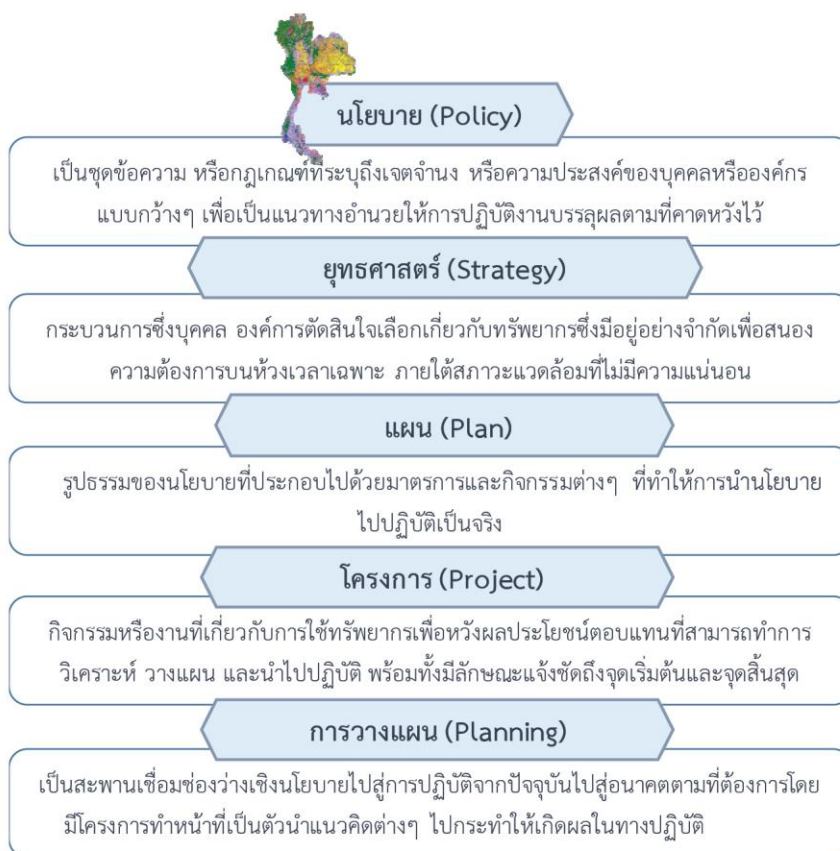 นโยบาย (Policy)
เป็นชุดข้อความ หรือกฎเกณฑ์ที่ระบุถึงเจตจำนง หรือความประสงค์ของบุคคลหรือองค์กร
แบบกว้างๆ เพื่อเป็นแนวทางอำนวยให้การปฏิบัติงานบรรลุผลตามที่คาดหวังไว้
ยุทธศาสตร์ (Strategy)
กระบวนการซึ่งบุคคล องค์การตัดสินใจเลือกเกี่ยวกับทรัพยากรซึ่งมีอยู่อย่างจำกัดเพื่อสนอง
ความต้องการบนห้วงเวลาเฉพาะ ภายใต้สภาวะแวดล้อมที่ไม่มีความแน่นอน
แผน (Plan)
รูปธรรมของนโยบายที่ประกอบไปด้วยมาตรการและกิจกรรมต่างๆ ที่ทำให้การนำนโยบาย
ไปปฏิบัติเป็นจริง
โครงการ (Project)
กิจกรรมหรืองานที่เกี่ยวกับการใช้ทรัพยากรเพื่อหวังผลประโยชน์ตอบแทนที่สามารถทำการ
วิเคราะห์ วางแผน และนำไปปฏิบัติ พร้อมทั้งมีลักษณะแจ้งชัดถึงจุดเริ่มต้นและจุดสิ้นสุด
การวางแผน (Planning)
เป็นสะพานเชื่อมช่องว่างเชิงนโยบายไปสู่การปฏิบัติจากปัจจุบันไปสู่อนาคตตามที่ต้องการโดย
มีโครงการทำหน้าที่เป็นตัวนำแนวคิดต่างๆ ไปกระทำให้เกิดผลในทางปฏิบัติ